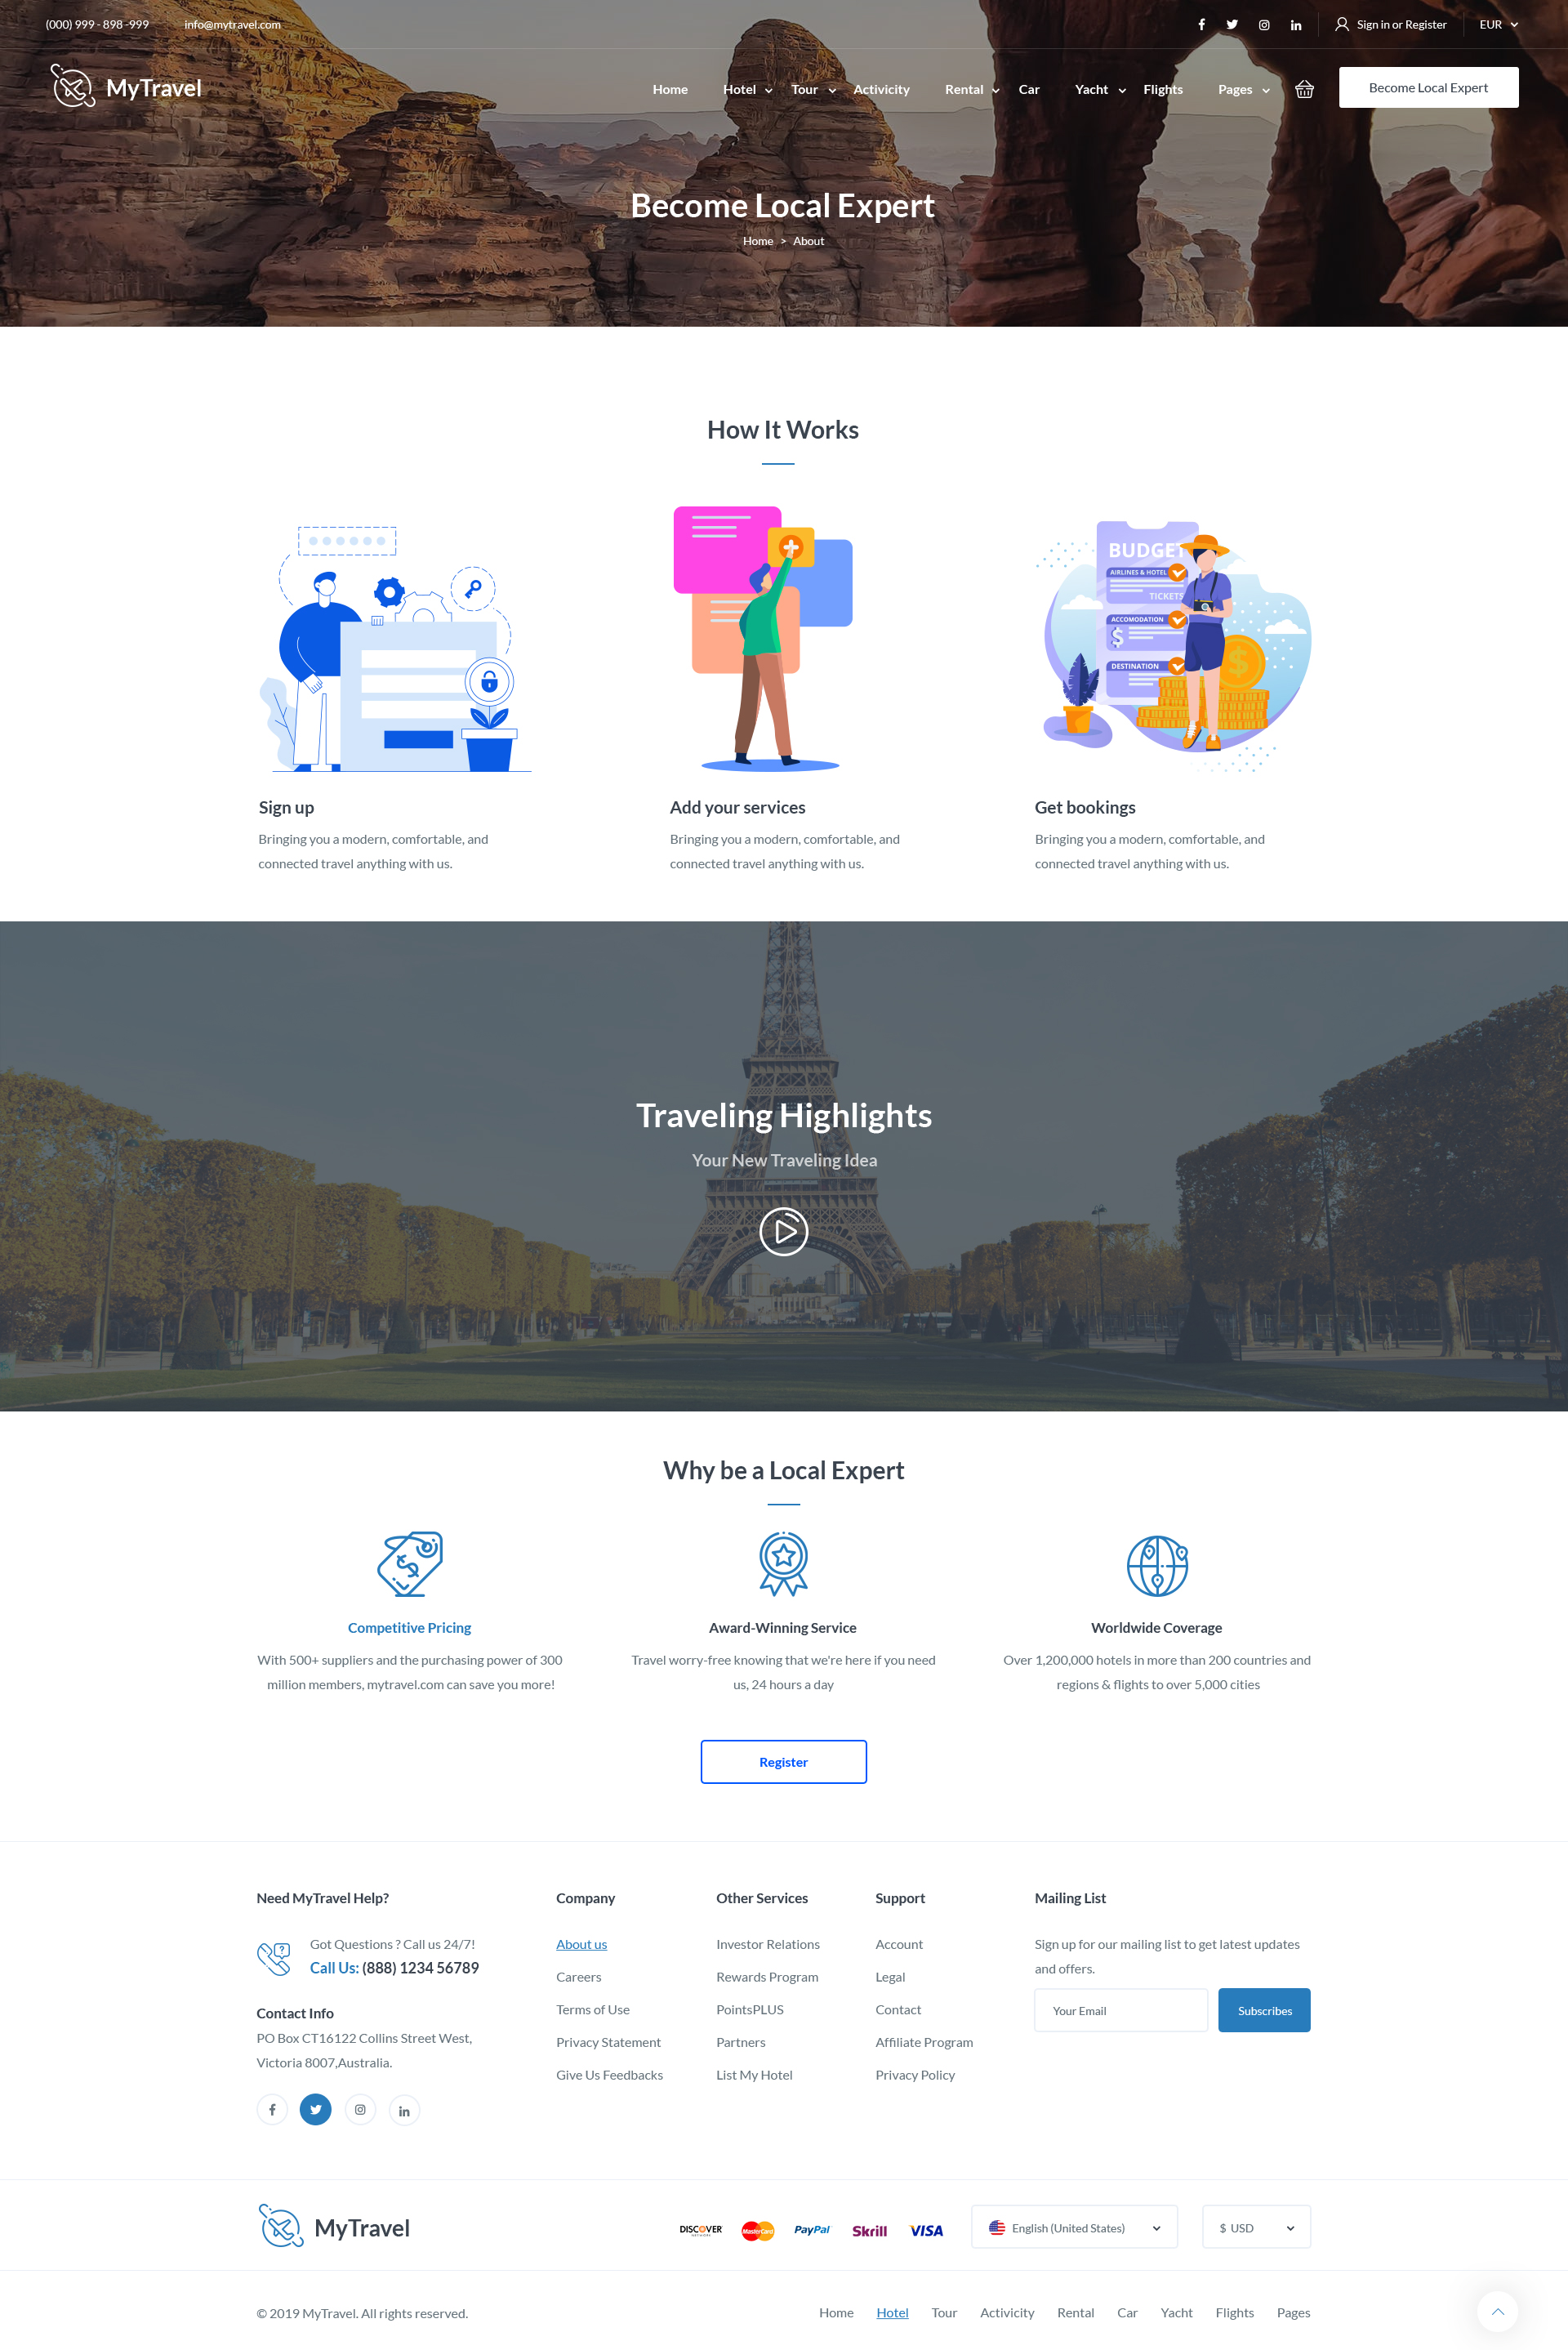 (000) 999 - 898 -999 info@mytravel.com Sign in or Register EUR
MyTravel Home Hotel Tour Activicity Rental Car Yacht Flights Pages Become Local Expert
Become Local Expert
Home > About
How It Works
BUDGET
AIRLINES & HOTEL
TICKETS
ACCOMODATION
$
$
DESTINATION
Sign up
Bringing you a modern, comfortable, and
connected travel anything with us.
Add your services
Bringing you a modern, comfortable, and
connected travel anything with us.
Get bookings
Bringing you a modern, comfortable, and
connected travel anything with us.
Traveling Highlights
Your New Traveling Idea
Why be a Local Expert
Competitive Pricing
With 500+ suppliers and the purchasing power of 300
million members, mytravel.com can save you more!
Award-Winning Service
Travel worry-free knowing that we're here if you need
us, 24 hours a day
Worldwide Coverage
Over 1,200,000 hotels in more than 200 countries and
regions & flights to over 5,000 cities
Register
Need MyTravel Help?
Got Questions ? Call us 24/7!
Call Us: (888) 1234 56789
Contact Info
PO Box CT16122 Collins Street West,
Victoria 8007,Australia.
Company
About us
Careers
Terms of Use
Privacy Statement
Give Us Feedbacks
Other Services
Investor Relations
Rewards Program
PointsPLUS
Partners
List My Hotel
Support
Account
Legal
Contact
Affiliate Program
Privacy Policy
Mailing List
Sign up for our mailing list to get latest updates
and offers.
Your Email Subscribes
MyTravel DISCOVER NETWORK MasterCard PayPal Skrill VISA English (United States) $ USD
© 2019 MyTravel. All rights reserved. Home Hotel Tour Activicity Rental Car Yacht Flights Pages